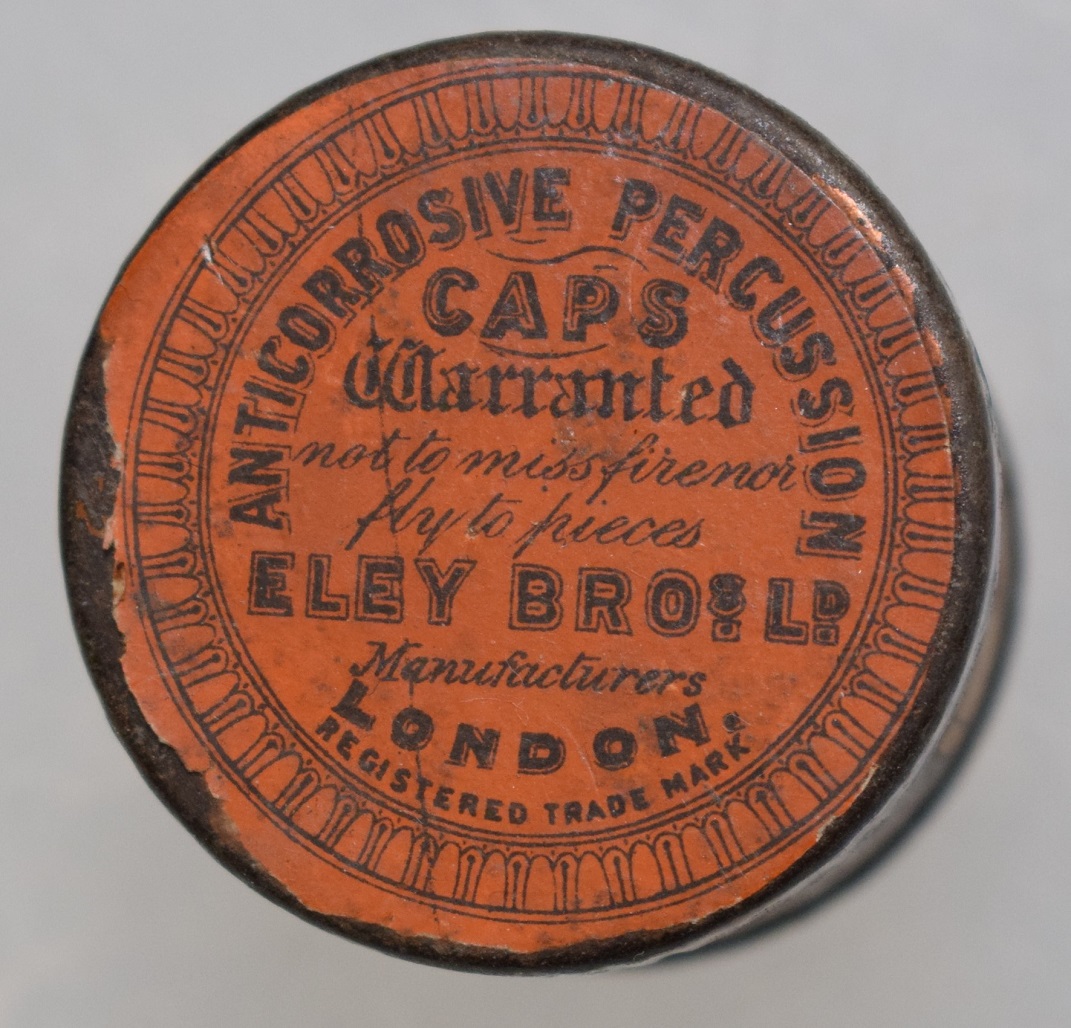 ANTICORROSIVE PERCUSSION
CAPS
Warranted
not to miss fire nor
fly to pieces
ELEY BROS. LD.
Manufacturers
LONDON.
REGISTERED TRADE MARK